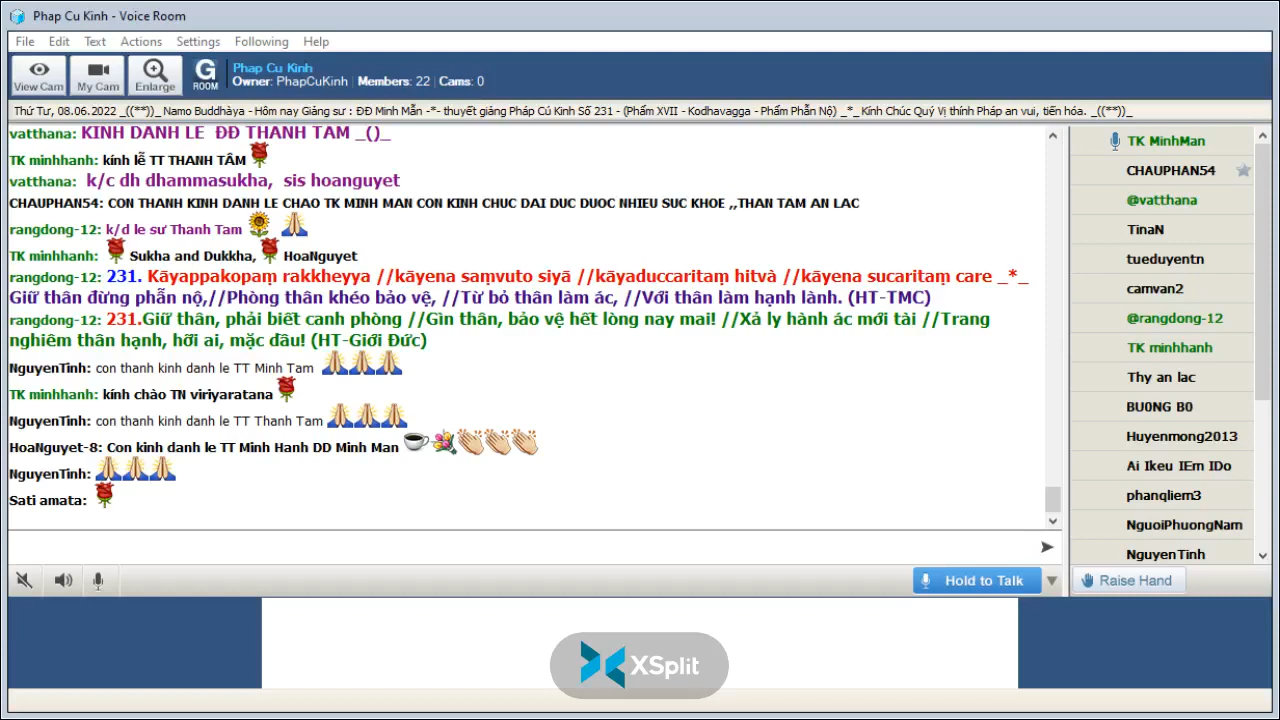 Phap Cu Kinh - Voice Room
File Edit Text Actions Settings Following Help
View Cam My Cam Enlarge G ROOM
Phap Cu Kinh
Owner: PhapCuKinh | Members: 22 | Cams: 0
Thứ Tư, 08.06.2022 _((**))_ Namo Buddhàya - Hôm nay Giảng sư : ĐĐ Minh Mẫn -*- thuyết giảng Pháp Cú Kinh Số 231 - (Phẩm XVII - Kodhavagga - Phẩm Phẫn Nộ) _*_ Kính Chúc Quý Vị thính Pháp an vui, tiến hóa. _((**))_
vatthana: KINH DANH LE ĐĐ THANH TAM _()_
TK minhhanh: kính lễ TT THANH TÂM
vatthana: k/c dh dhammasukha, sis hoanguyet
CHAUPHAN54: CON THANH KINH DANH LE CHAO TK MINH MAN CON KINH CHUC DAI DUC DUOC NHIEU SUC KHOE ,,THAN TAM AN LAC
rangdong-12: k/d le sư Thanh Tam
TK minhhanh: Sukha and Dukkha, HoaNguyet
rangdong-12: 231. Kāyappakopaṃ rakkheyya //kāyena saṃvuto siyā //kāyaduccaritaṃ hitvà //kāyena sucaritaṃ care _*_
Giữ thân đừng phẫn nộ,//Phòng thân khéo bảo vệ, //Từ bỏ thân làm ác, //Với thân làm hạnh lành. (HT-TMC)
rangdong-12: 231.Giữ thân, phải biết canh phòng //Gìn thân, bảo vệ hết lòng nay mai! //Xả ly hành ác mới tài //Trang
nghiêm thân hạnh, hỡi ai, mặc đầu! (HT-Giới Đức)
NguyenTinh: con thanh kinh danh le TT Minh Tam
TK minhhanh: kính chào TN viriyaratana
NguyenTinh: con thanh kinh danh le TT Thanh Tam
HoaNguyet-8: Con kinh danh le TT Minh Hanh DD Minh Man
NguyenTinh:
Sati amata:
TK MinhMan
CHAUPHAN54
@vatthana
TinaN
tueduyentn
camvan2
@rangdong-12
TK minhhanh
Thy an lac
BU0NG B0
Huyenmong2013
Ai Ikeu IEm IDo
phanqliem3
NguoiPhuongNam
NguyenTinh
Hold to Talk
Raise Hand
XSplit